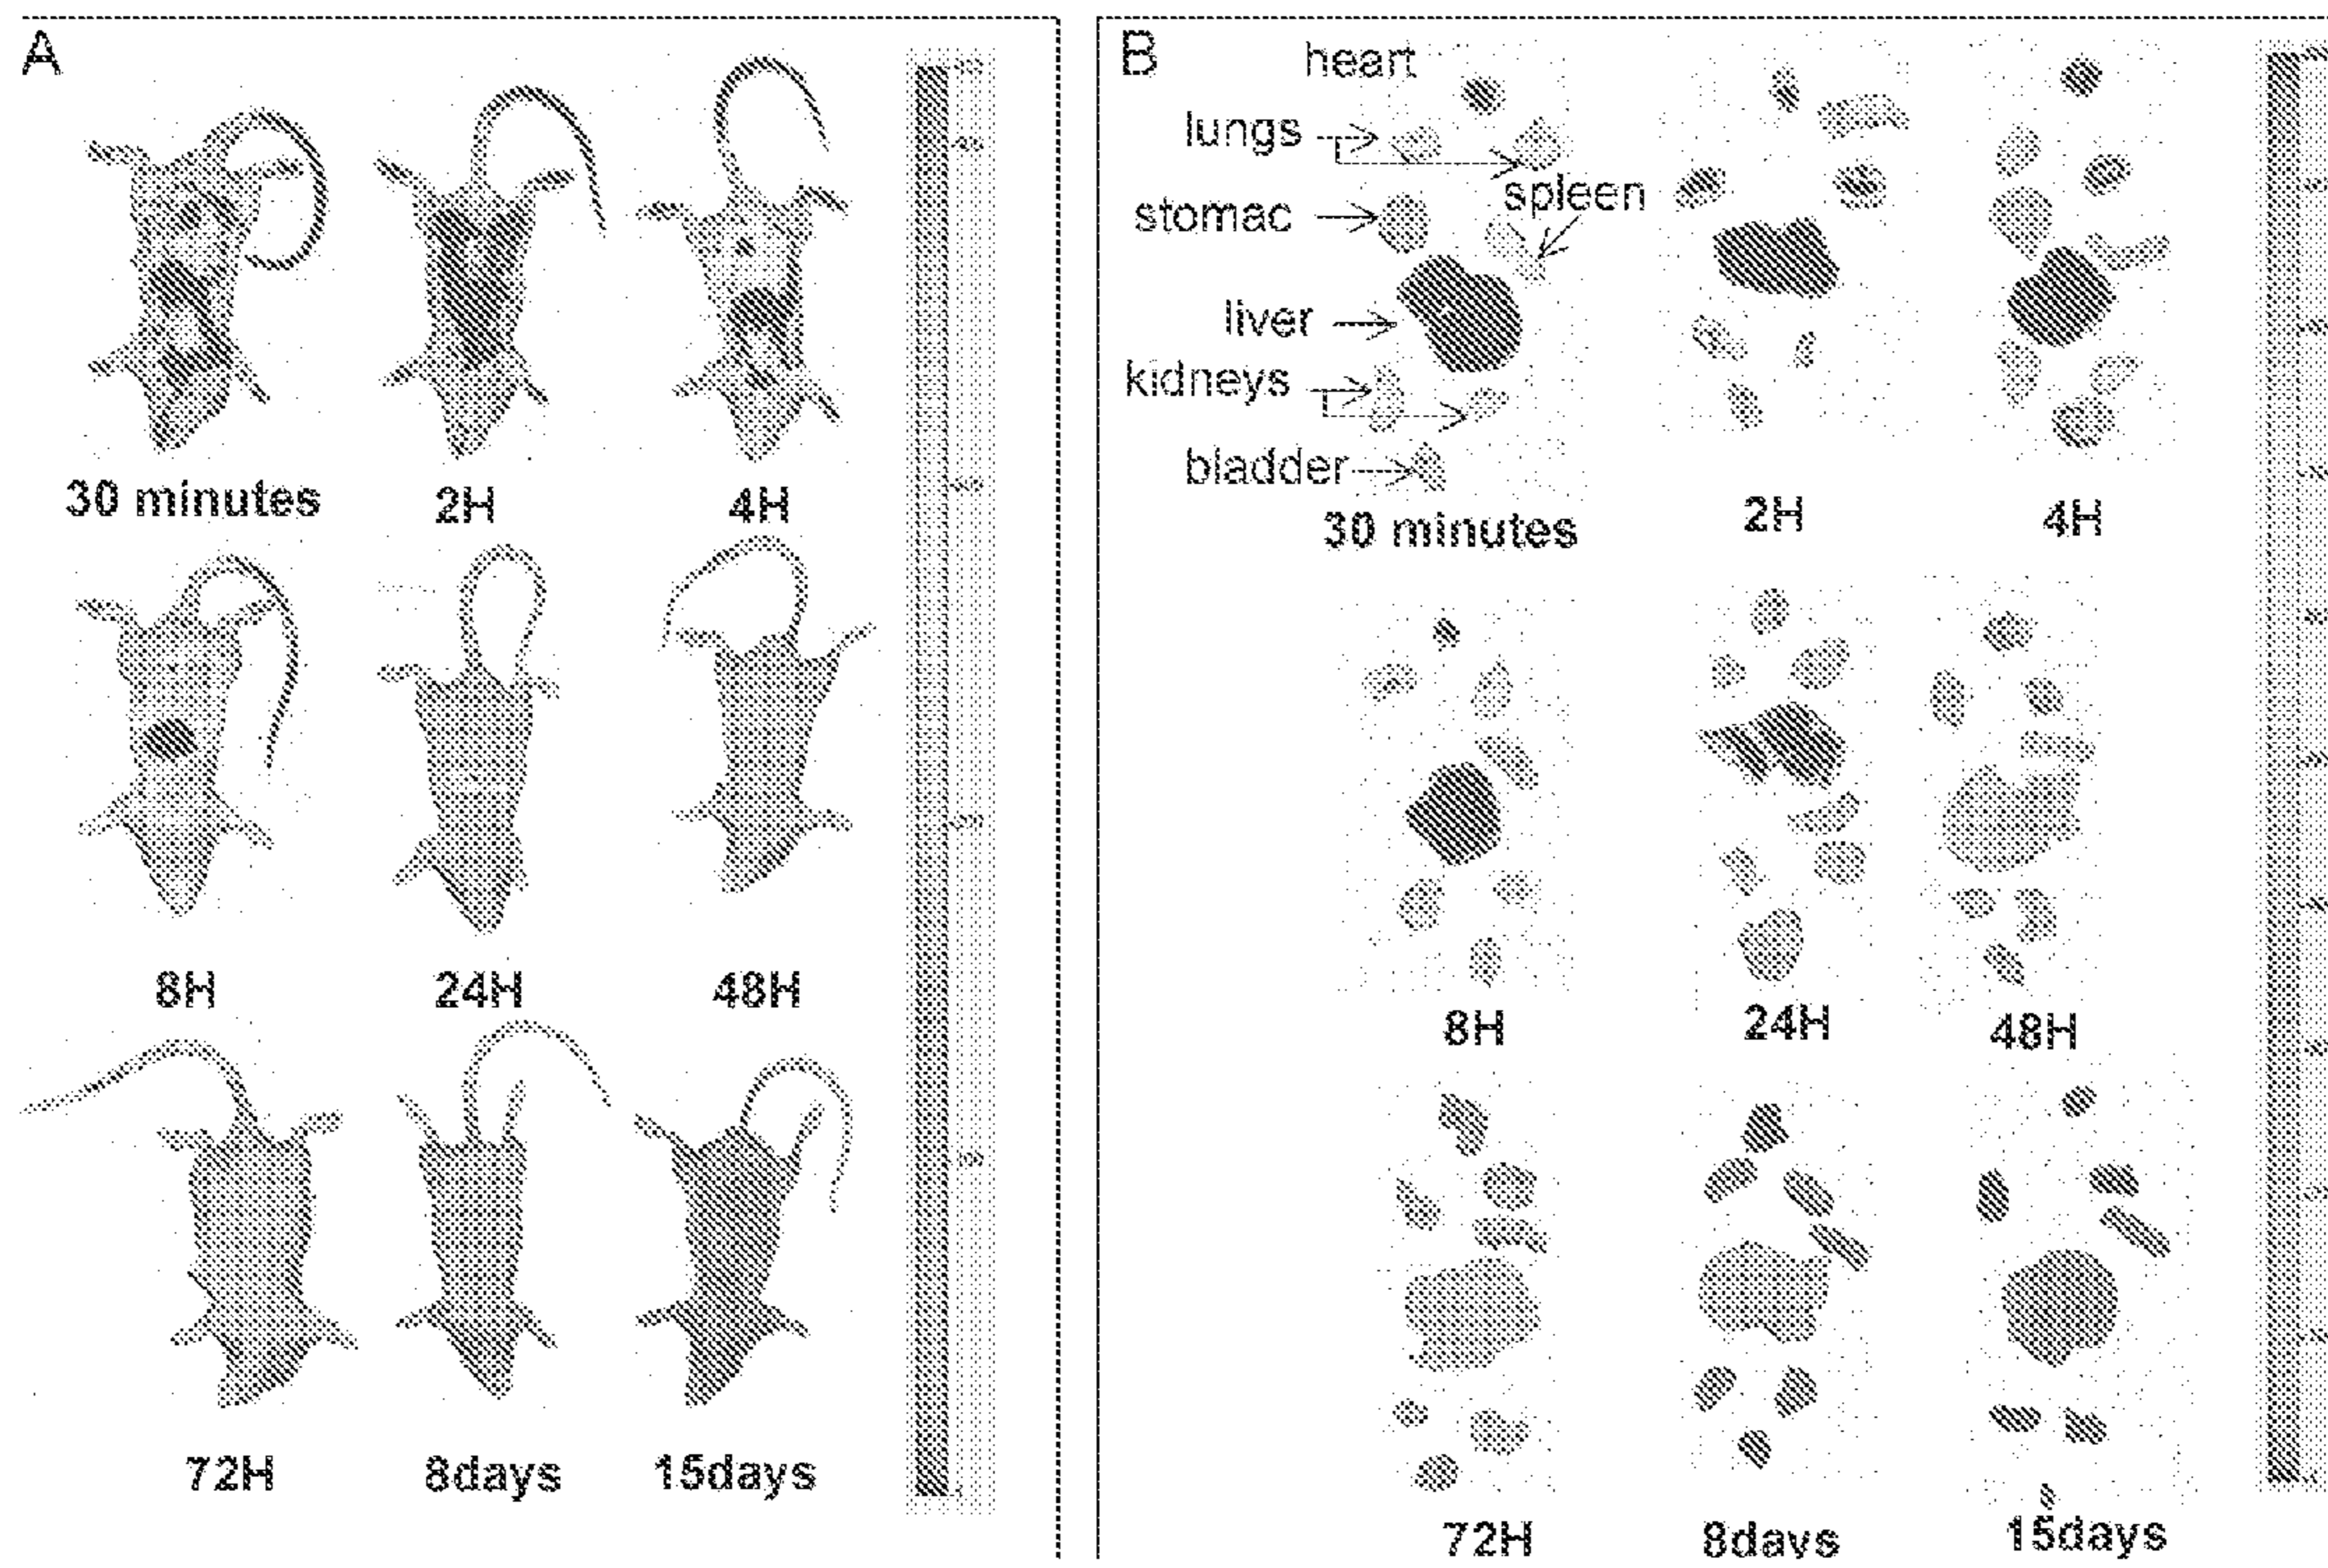 A
30 minutes
2H
4H
8H
24H
48H
72H
8days
15days
B
heart
lungs
spleen
stomac
liver
kidneys
bladder
30 minutes
2H
4H
8H
24H
48H
72H
8days
15days